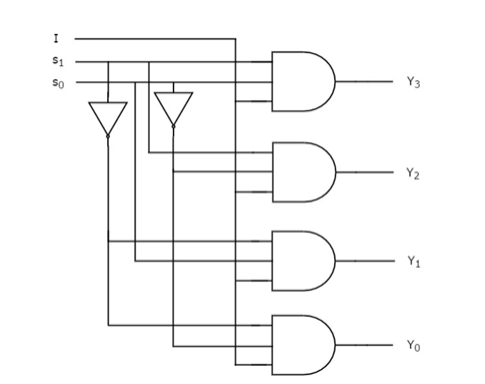 I
s₁
s₀
Y₃
Y₂
Y₁
Y₀